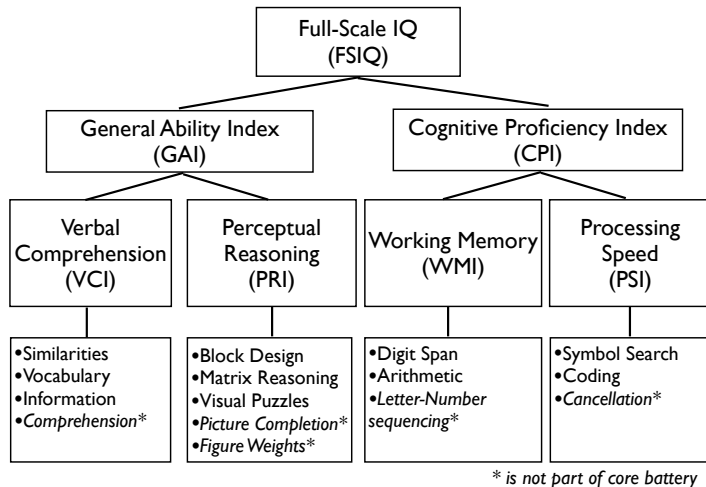 Full-Scale IQ
(FSIQ)
General Ability Index
(GAI)
Cognitive Proficiency Index
(CPI)
Verbal
Comprehension
(VCI)
Perceptual
Reasoning
(PRI)
Working Memory
(WMI)
Processing
Speed
(PSI)
•Similarities
•Vocabulary
•Information
•Comprehension*
•Block Design
•Matrix Reasoning
•Visual Puzzles
•Picture Completion*
•Figure Weights*
•Digit Span
•Arithmetic
•Letter-Number
sequencing*
•Symbol Search
•Coding
•Cancellation*
* is not part of core battery